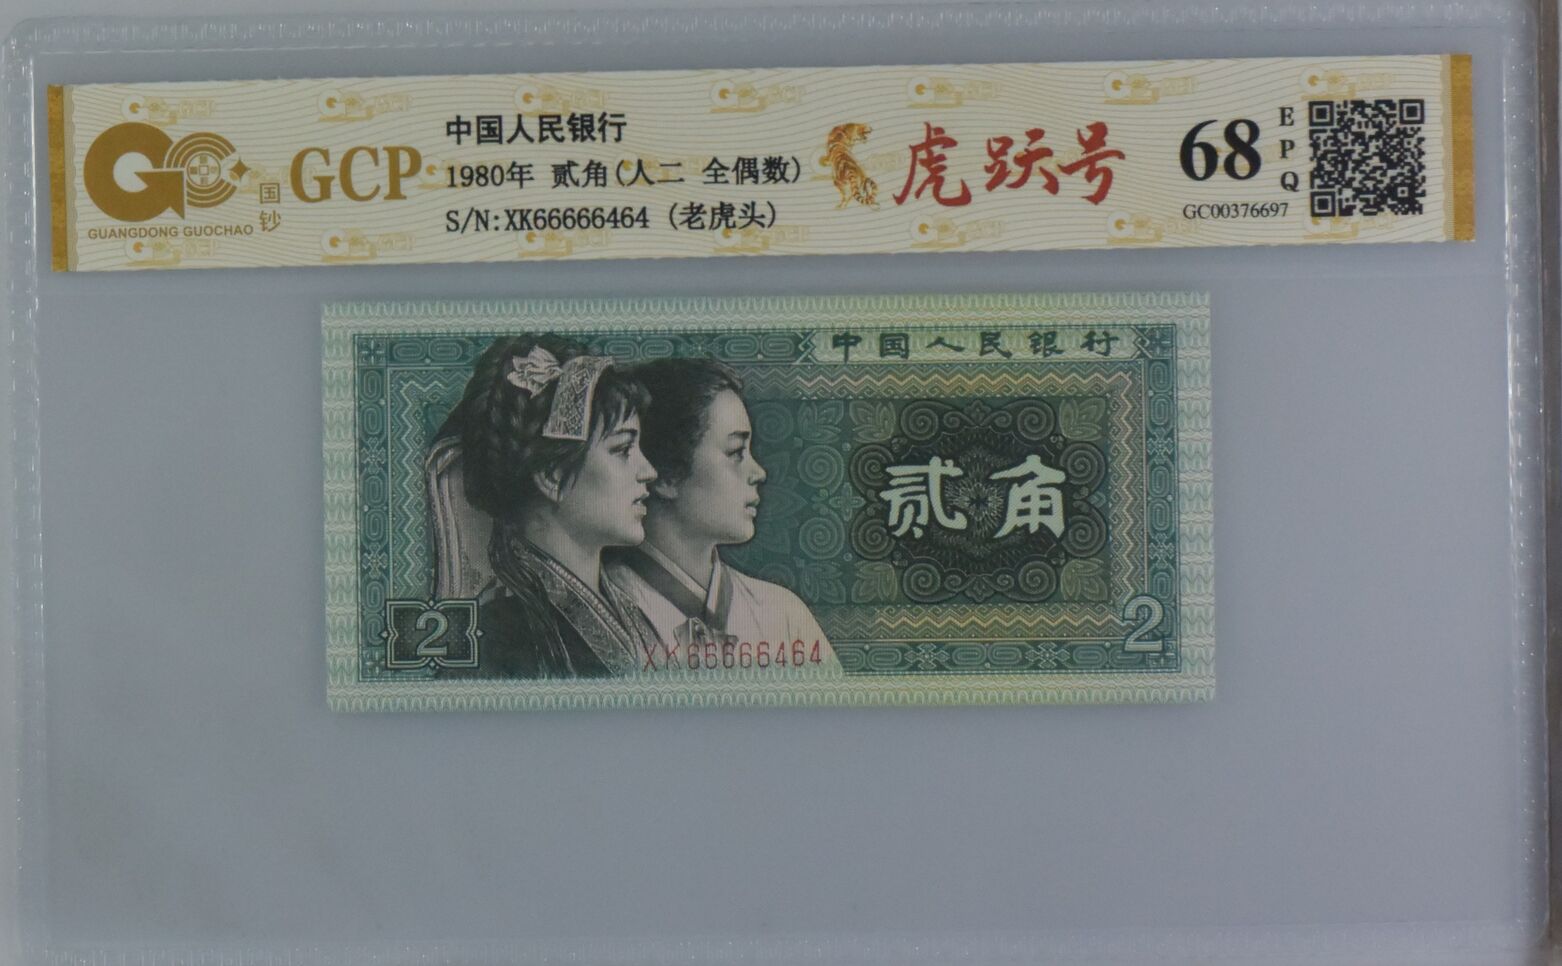 GCP
国钞
GUANGDONG GUOCHAO
中国人民银行
1980年 贰角(人二 全偶数)
S/N:XK66666464 (老虎头)
虎跃号
68
EPQ
GC00376697
中国人民银行
贰角
2
2
XK66666464